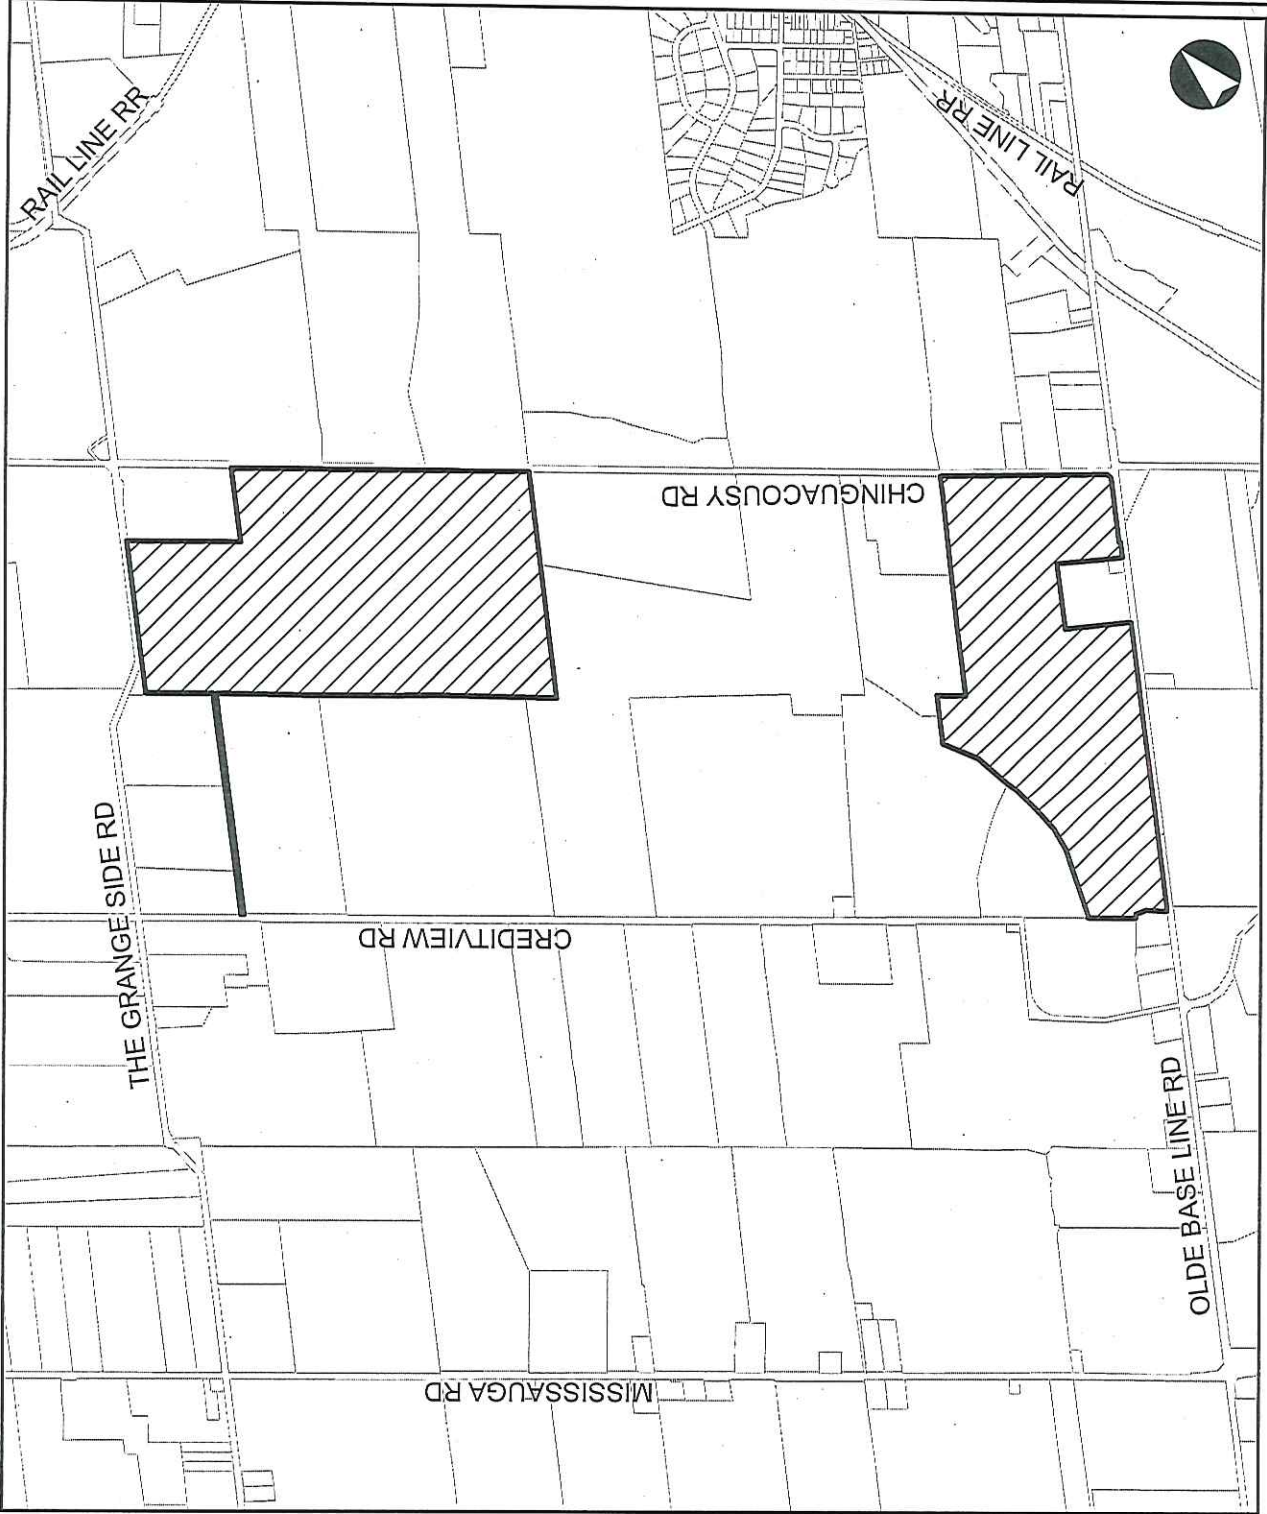 RAIL LINE RR
RAIL LINE RR
CHINGUACOUSY RD
THE GRANGE SIDE RD
CREDITVIEW RD
OLDE BASE LINE RD
MISSISSAUGA RD